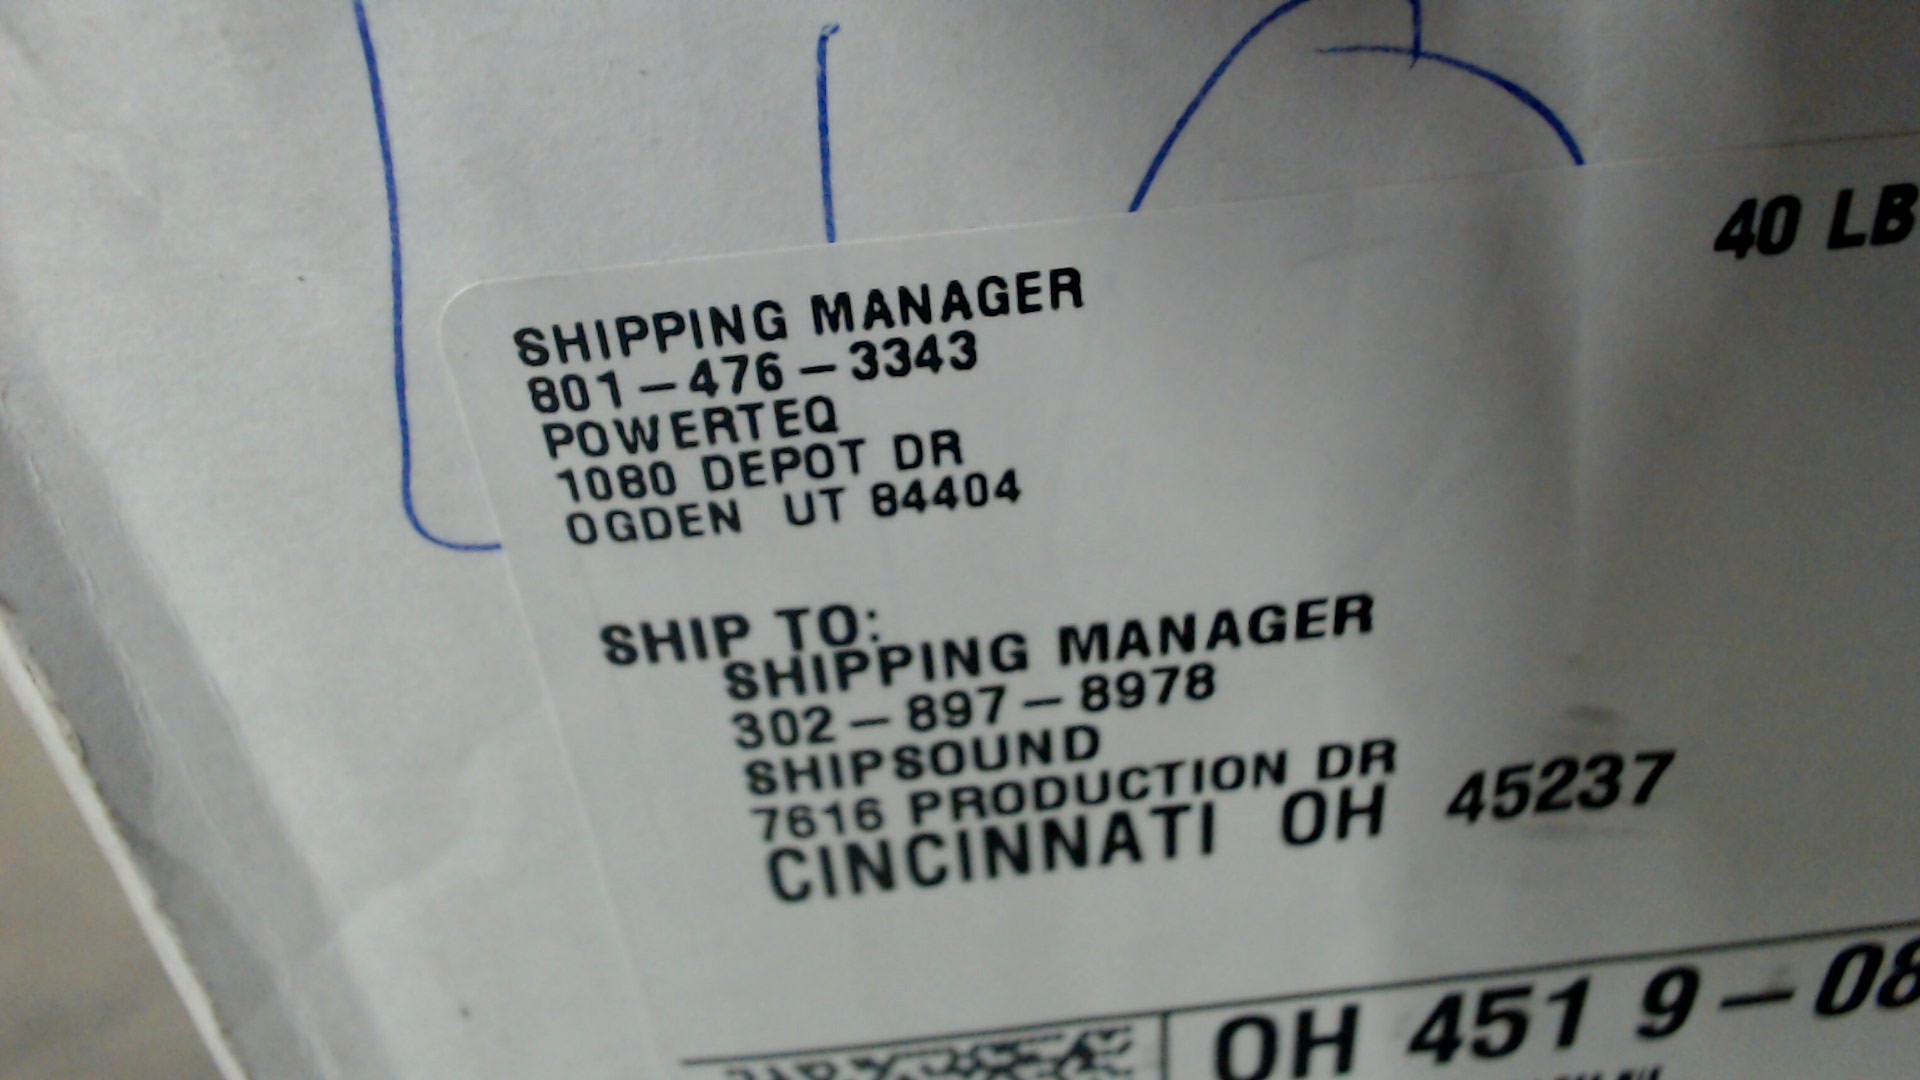 40 LB
SHIPPING MANAGER
801-476-3343
POWERTEQ
1080 DEPOT DR
OGDEN UT 84404
SHIP TO:
SHIPPING MANAGER
302-897-8978
SHIPSOUND
7616 PRODUCTION DR
CINCINNATI OH 45237
OH 451 9-08